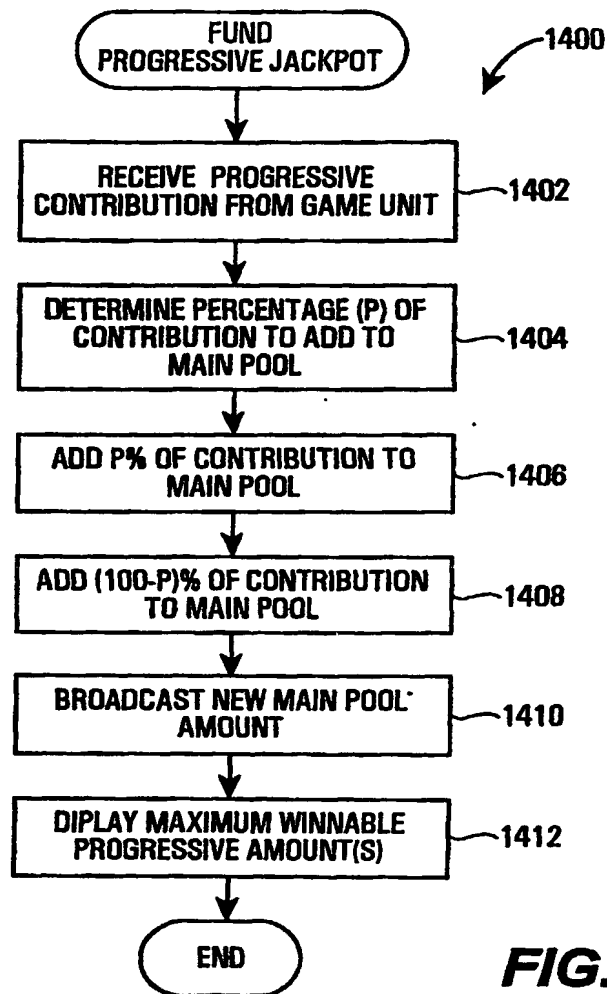 FUND
PROGRESSIVE JACKPOT
1400
RECEIVE PROGRESSIVE
CONTRIBUTION FROM GAME UNIT
1402
DETERMINE PERCENTAGE (P) OF
CONTRIBUTION TO ADD TO
MAIN POOL
1404
ADD P% OF CONTRIBUTION TO
MAIN POOL
1406
ADD (100-P)% OF CONTRIBUTION
TO MAIN POOL
1408
BROADCAST NEW MAIN POOL
AMOUNT
1410
DIPLAY MAXIMUM WINNABLE
PROGRESSIVE AMOUNT(S)
1412
END
FIG.